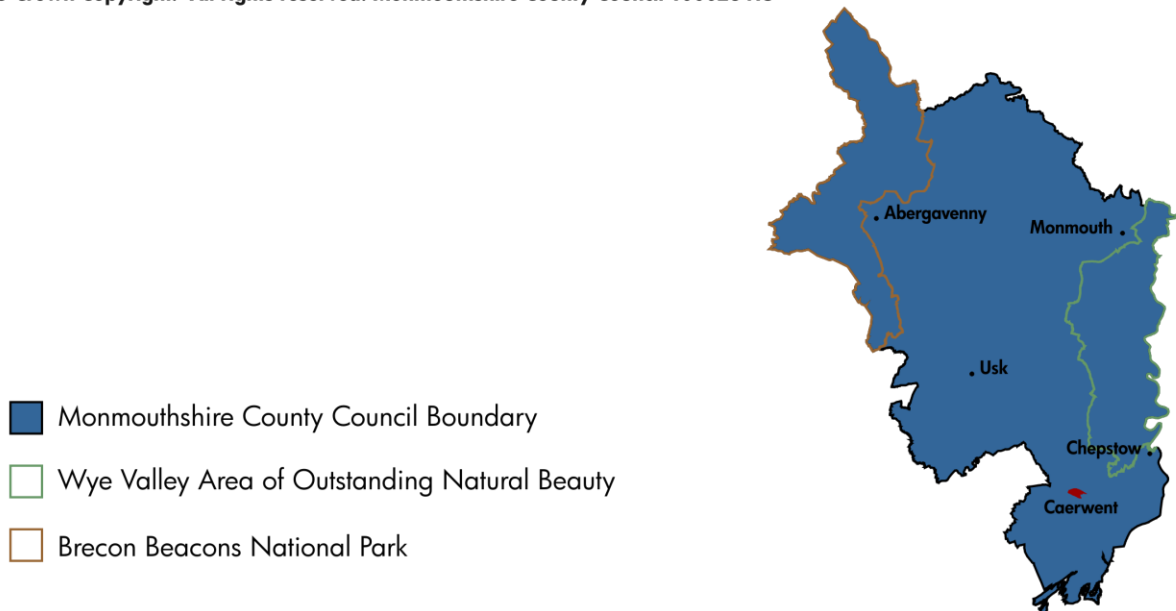 Abergavenny
Monmouth
Usk
Monmouthshire County Council Boundary
Chepstow
Wye Valley Area of Outstanding Natural Beauty
Caerwent
Brecon Beacons National Park